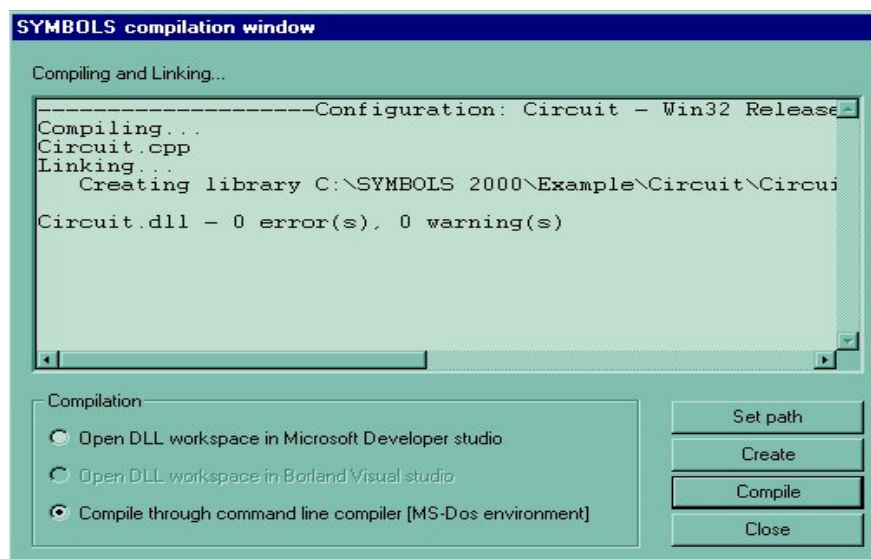 SYMBOLS compilation window
Compiling and Linking...
--------------------Configuration: Circuit - Win32 Release
Compiling...
Circuit.cpp
Linking...
Creating library C:\SYMBOLS 2000\Example\Circuit\Circui
Circuit.dll - 0 error(s), 0 warning(s)
Compilation
Open DLL workspace in Microsoft Developer studio
Open DLL workspace in Borland Visual studio
Compile through command line compiler [MS-Dos environment]
Set path
Create
Compile
Close